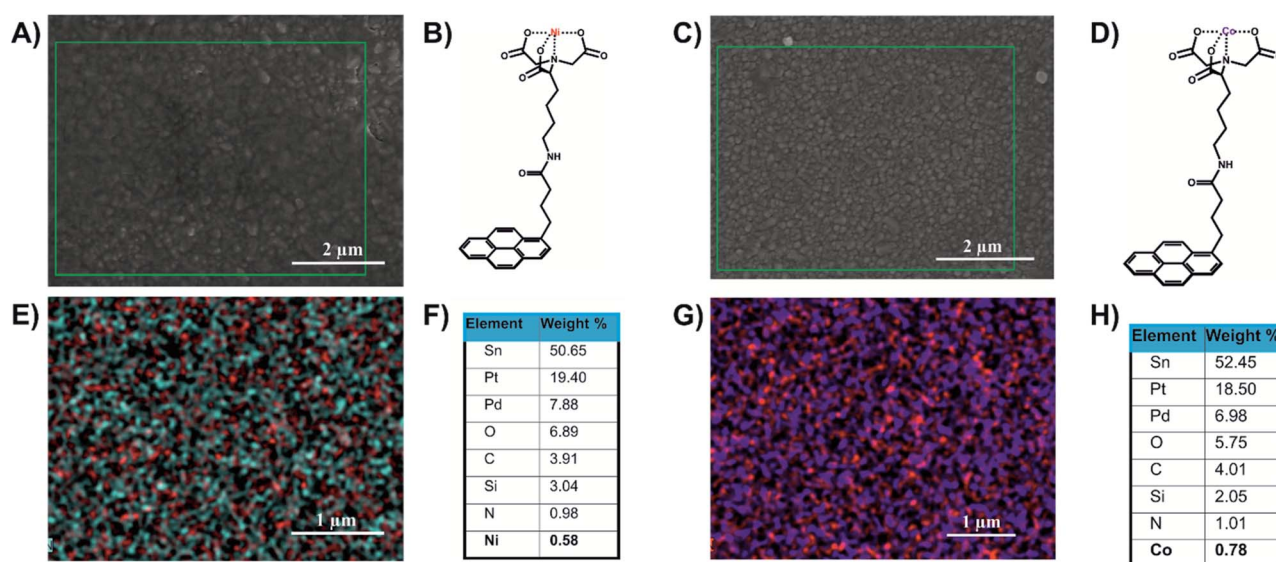 A)
2 µm
B)
Ni
O
O
O
O
O
O
N
NH
O
C)
2 µm
D)
Co
O
O
O
O
O
O
N
NH
O
E)
1 µm
N
F)
Element Weight %
Sn 50.65
Pt 19.40
Pd 7.88
O 6.89
C 3.91
Si 3.04
N 0.98
Ni 0.58
G)
1 µm
H)
Element Weight %
Sn 52.45
Pt 18.50
Pd 6.98
O 5.75
C 4.01
Si 2.05
N 1.01
Co 0.78